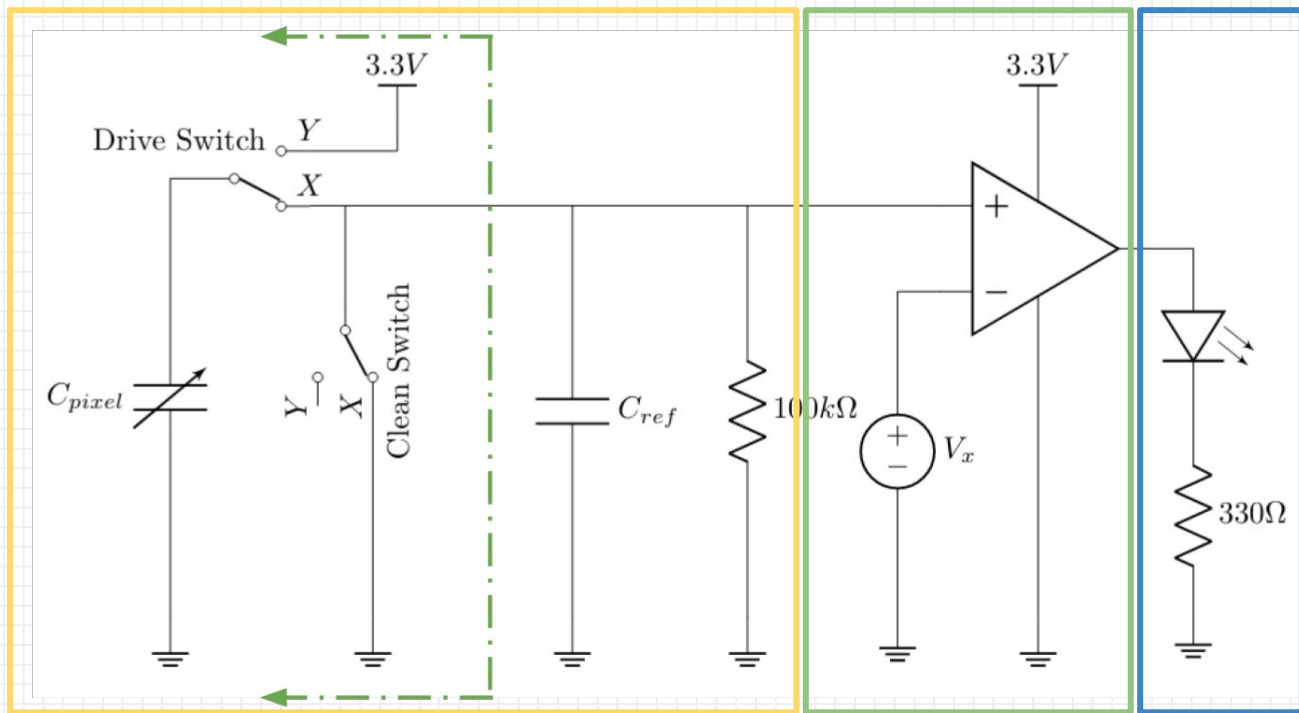 3.3V
3.3V
Drive Switch
Y
X
+
−
Clean Switch
Y
X
C_pixel
C_ref
100kΩ
+
−
V_x
330Ω